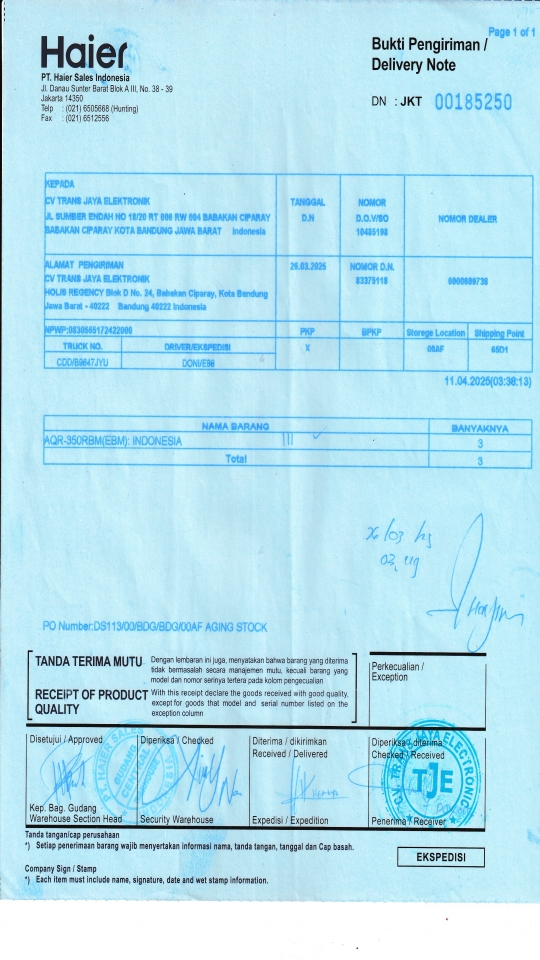 Page 1 of 1
Haier
PT. Haier Sales Indonesia
Jl. Danau Sunter Barat Blok A III, No. 38 - 39
Jakarta 14350
Telp : (021) 6505668 (Hunting)
Fax : (021) 6512556
Bukti Pengiriman /
Delivery Note
DN : JKT 00185250
KEPADA
CV TRANS JAYA ELEKTRONIK
JL SUMBER ENDAH NO 18/20 RT 006 RW 004 BABAKAN CIPARAY
BABAKAN CIPARAY KOTA BANDUNG JAWA BARAT Indonesia
TANGGAL
D.N
NOMOR
D.O.V/SO
10485198
NOMOR DEALER
ALAMAT PENGIRIMAN
CV TRANS JAYA ELEKTRONIK
HOLIS REGENCY Blok D No. 24, Babakan Ciparay, Kota Bandung
Jawa Barat - 40222 Bandung 40222 Indonesia
26.03.2025
NOMOR D.N.
83375118
NPWP:0830565172422000
PKP
BPKP
Storege Location
Shipping Point
TRUCK NO.
DRIVER/EKSPEDISI
X
00AF
65D1
CDD/B9647JYU
DONI/E98
11.04.2025(03:36:13)
NAMA BARANG
BANYAKNYA
AQR-350RBM(EBM): INDONESIA
3
Total
3
26/03
PO Number:DS113/00/BDG/BDG/00AF AGING STOCK
TANDA TERIMA MUTU
Dengan lembaran ini juga, menyatakan bahwa barang yang diterima
tidak bermasalah secara manajemen mutu, kecuali barang yang
model dan nomor serinya tertera pada kolom pengecualian
RECEIPT OF PRODUCT
QUALITY
With this receipt declare the goods received with good quality,
except for goods that model and serial number listed on the
exception column
Perkecualian /
Exception
Disetujui / Approved
Diperiksa / Checked
Diterima / dikirimkan
Received / Delivered
Diperiksa / diterima
Checked / Received
CV. TRANS JAYA ELECTRONIC
TJE
Kep. Bag. Gudang
Warehouse Section Head
Security Warehouse
Expedisi / Expedition
Penerima / Receiver
Tanda tangan/cap perusahaan
*) Setiap penerimaan barang wajib menyertakan informasi nama, tanda tangan, tanggal dan Cap basah.
EKSPEDISI
Company Sign / Stamp
*) Each item must include name, signature, date and wet stamp information.